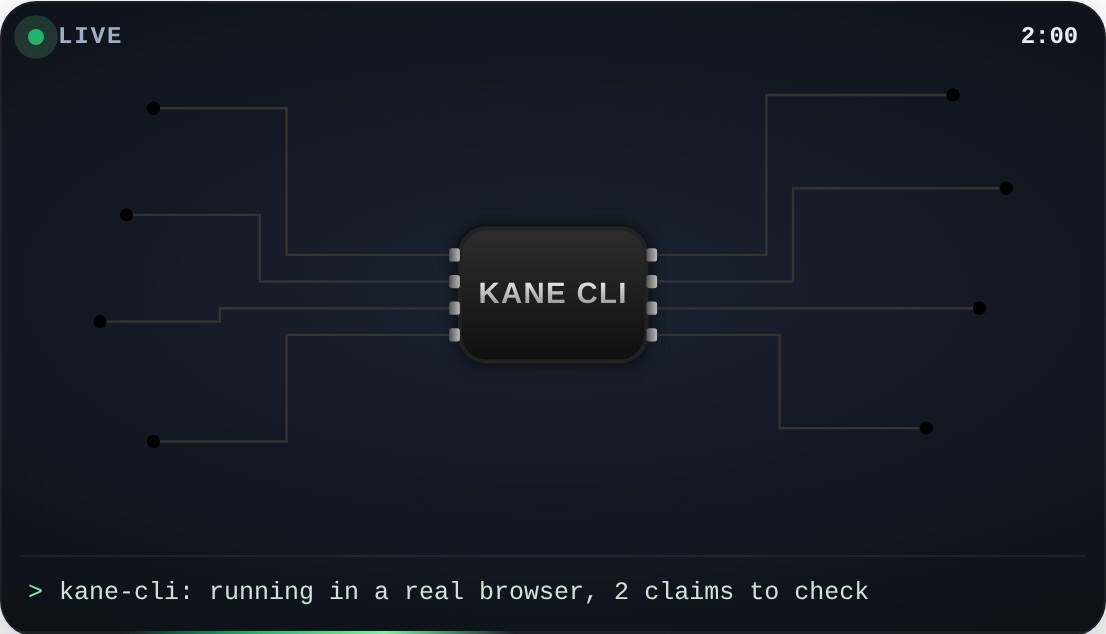 LIVE
2:00
KANE CLI
> kane-cli: running in a real browser, 2 claims to check